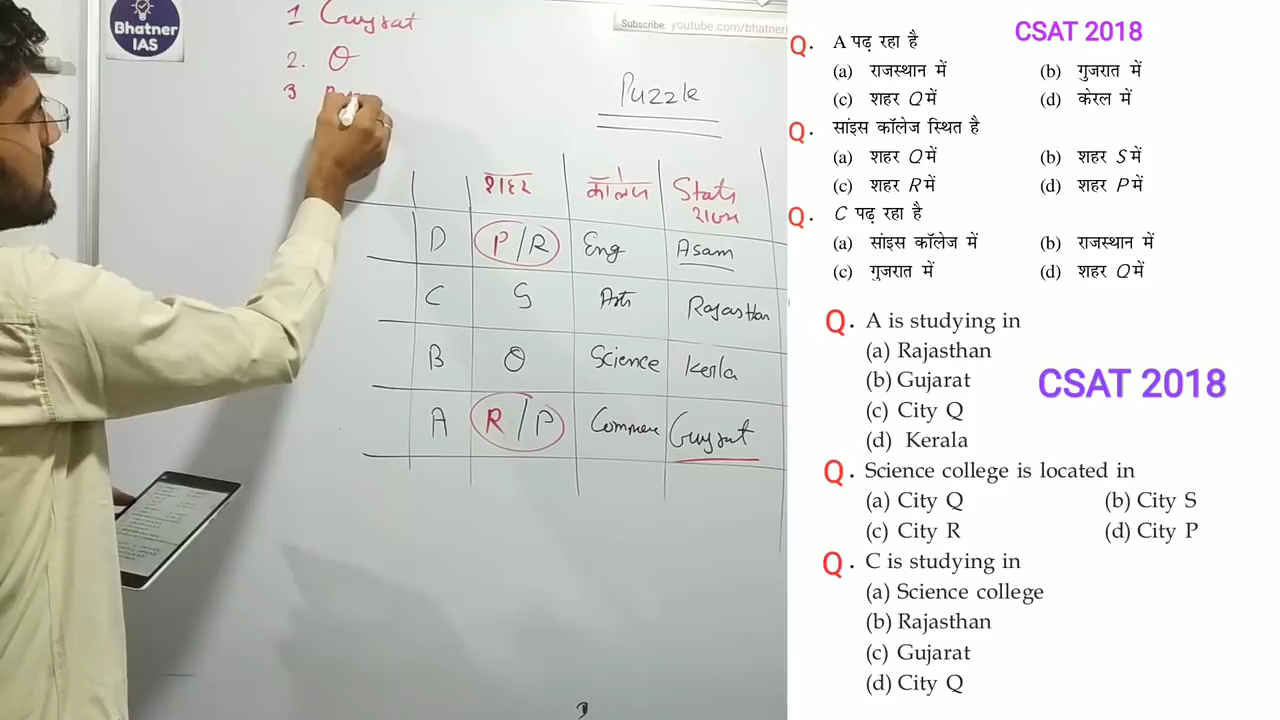 Bhatner
IAS
1 Gujrat
2. Q
3
Subscribe: youtube.com/bhatner
Puzzle
शहर कॉलेज State
राज्य
D P/R Eng Asam
C S Arts Rajasthan
B Q Science Kerla
A R/P Commerce Gujrat
CSAT 2018
Q. A पढ़ रहा है
(a) राजस्थान में (b) गुजरात में
(c) शहर Q में (d) केरल में
Q. सांइस कॉलेज स्थित है
(a) शहर Q में (b) शहर S में
(c) शहर R में (d) शहर P में
Q. C पढ़ रहा है
(a) सांइस कॉलेज में (b) राजस्थान में
(c) गुजरात में (d) शहर Q में
Q. A is studying in
(a) Rajasthan
(b) Gujarat
CSAT 2018
(c) City Q
(d) Kerala
Q. Science college is located in
(a) City Q (b) City S
(c) City R (d) City P
Q. C is studying in
(a) Science college
(b) Rajasthan
(c) Gujarat
(d) City Q